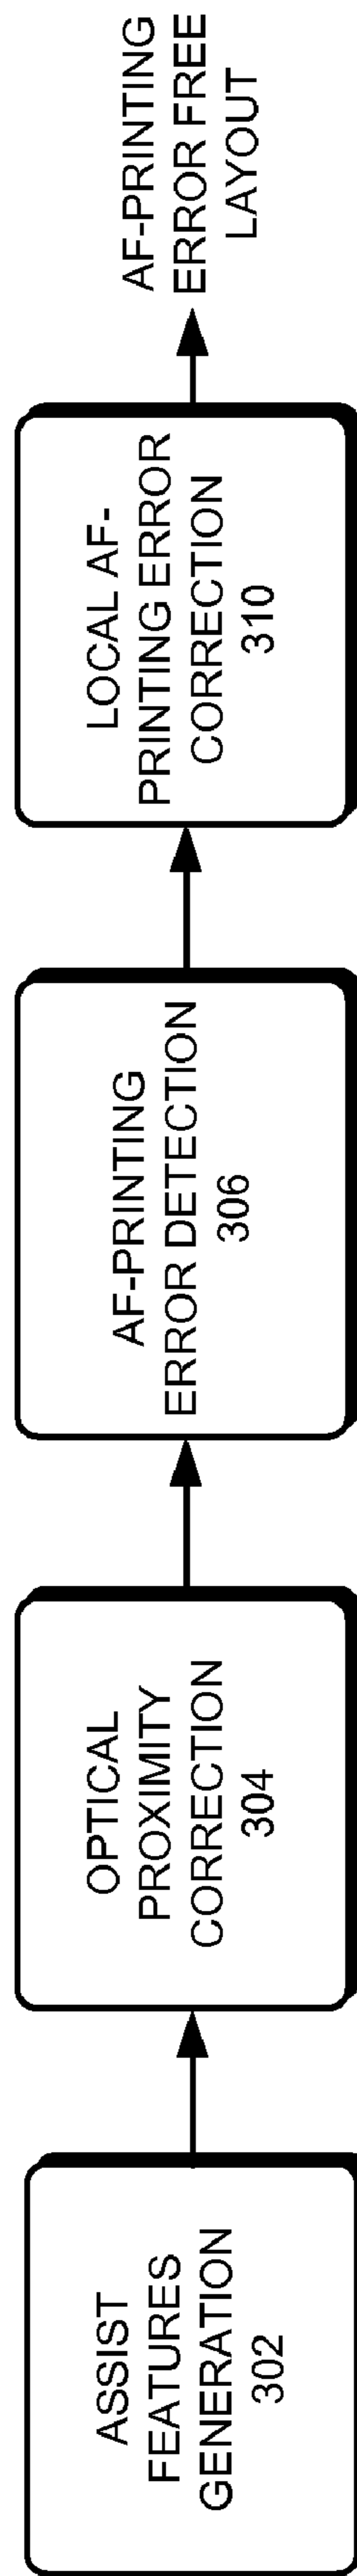 ASSIST
FEATURES
GENERATION
302
OPTICAL
PROXIMITY
CORRECTION
304
AF-PRINTING
ERROR DETECTION
306
LOCAL AF-
PRINTING ERROR
CORRECTION
310
AF-PRINTING
ERROR FREE
LAYOUT